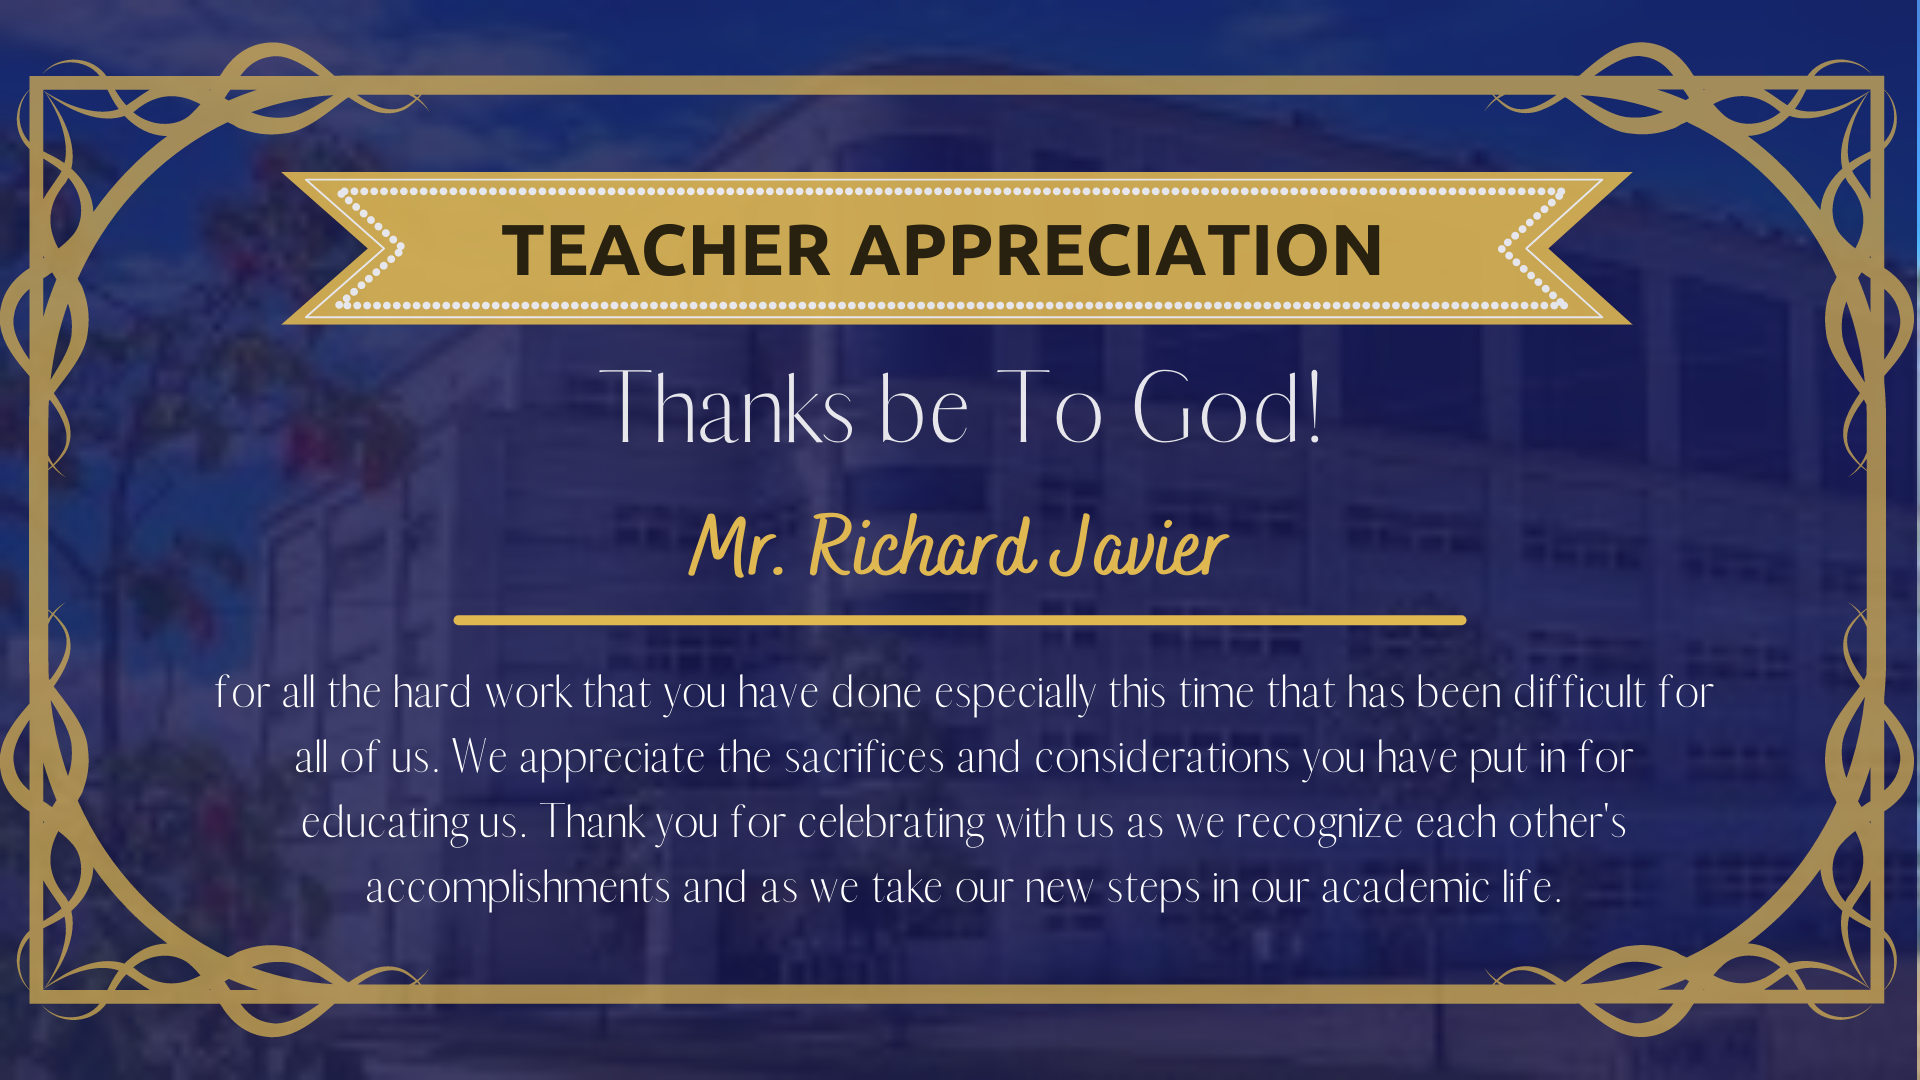 TEACHER APPRECIATION
Thanks be To God!
Mr. Richard Javier
for all the hard work that you have done especially this time that has been difficult for
all of us. We appreciate the sacrifices and considerations you have put in for
educating us. Thank you for celebrating with us as we recognize each other's
accomplishments and as we take our new steps in our academic life.